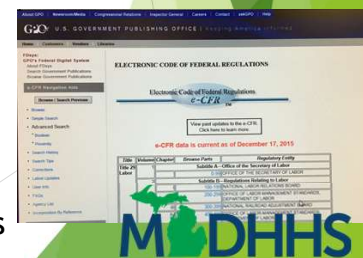 About GPO | Newsroom/Media | Congressional Relations | Inspector General | Careers | Contact | askGPO | Help
GPO U.S. GOVERNMENT PUBLISHING OFFICE | Keeping America Informed
Home Customers Vendors Libraries
FDsys:
GPO's Federal Digital System
About FDsys
Search Government Publications
Browse Government Publications
e-CFR Navigation Aids
Browse / Search Previous
Browse
Simple Search
Advanced Search
Boolean
Proximity
Search History
Search Tips
Corrections
Latest Updates
User Info
FAQs
Agency List
Incorporation By Reference
ELECTRONIC CODE OF FEDERAL REGULATIONS
Electronic Code of Federal Regulations
e-CFR
TM
View past updates to the e-CFR.
Click here to learn more.
e-CFR data is current as of December 17, 2015
Title Volume Chapter Browse Parts Regulatory Entity
Title 29
Labor
Subtitle A—Office of the Secretary of Labor
OFFICE OF THE SECRETARY OF LABOR
Subtitle B—Regulations Relating to Labor
NATIONAL LABOR RELATIONS BOARD
OFFICE OF LABOR-MANAGEMENT STANDARDS,
DEPARTMENT OF LABOR
NATIONAL RAILROAD ADJUSTMENT BOARD
s
MDHHS